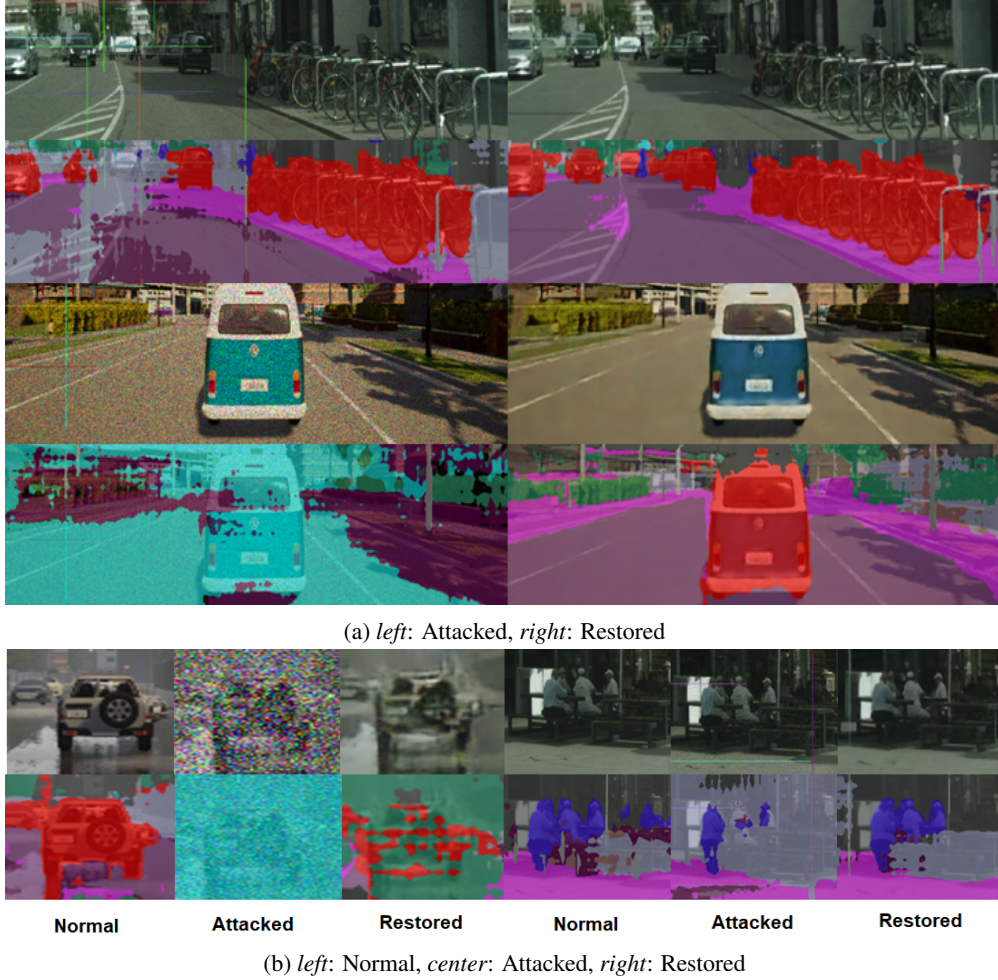 (a) left: Attacked, right: Restored
Normal Attacked Restored Normal Attacked Restored
(b) left: Normal, center: Attacked, right: Restored